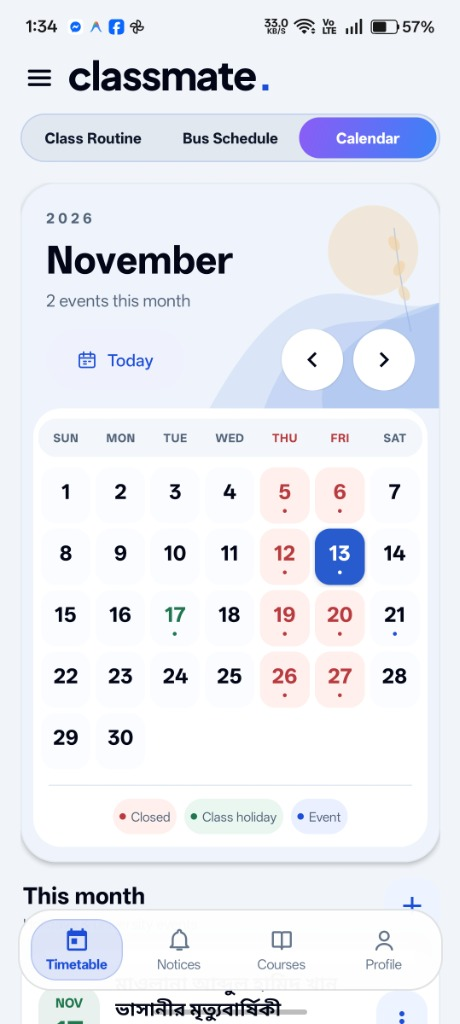 1:34 33.0 KB/S Vo LTE 57%
classmate.
Class Routine Bus Schedule Calendar
2026
November
2 events this month
Today
SUN MON TUE WED THU FRI SAT
1 2 3 4 5 6 7
8 9 10 11 12 13 14
15 16 17 18 19 20 21
22 23 24 25 26 27 28
29 30
Closed Class holiday Event
This month
Timetable Notices Courses Profile
NOV
ভাসানীর মৃত্যুবার্ষিকী